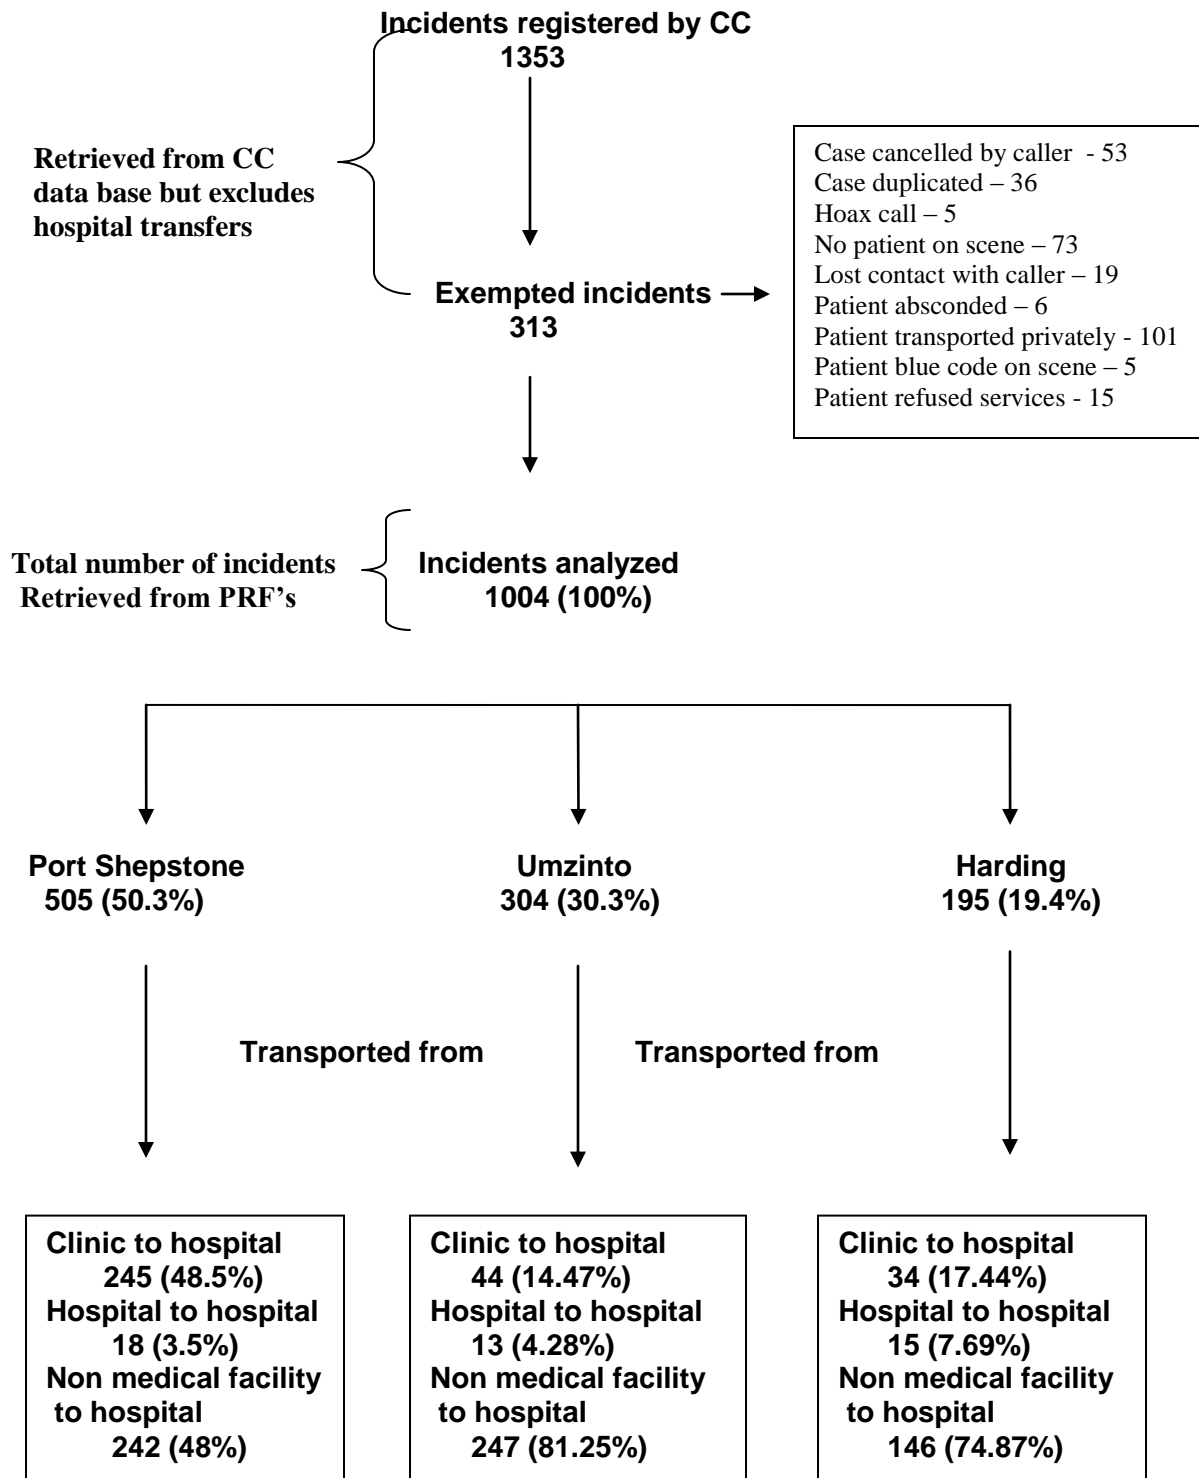 Incidents registered by CC
1353
Retrieved from CC
data base but excludes
hospital transfers
Exempted incidents
313
Case cancelled by caller - 53
Case duplicated – 36
Hoax call – 5
No patient on scene – 73
Lost contact with caller – 19
Patient absconded – 6
Patient transported privately - 101
Patient blue code on scene – 5
Patient refused services - 15
Total number of incidents
Retrieved from PRF's
Incidents analyzed
1004 (100%)
Port Shepstone
505 (50.3%)
Umzinto
304 (30.3%)
Harding
195 (19.4%)
Transported from
Transported from
Clinic to hospital
245 (48.5%)
Hospital to hospital
18 (3.5%)
Non medical facility
to hospital
242 (48%)
Clinic to hospital
44 (14.47%)
Hospital to hospital
13 (4.28%)
Non medical facility
to hospital
247 (81.25%)
Clinic to hospital
34 (17.44%)
Hospital to hospital
15 (7.69%)
Non medical facility
to hospital
146 (74.87%)